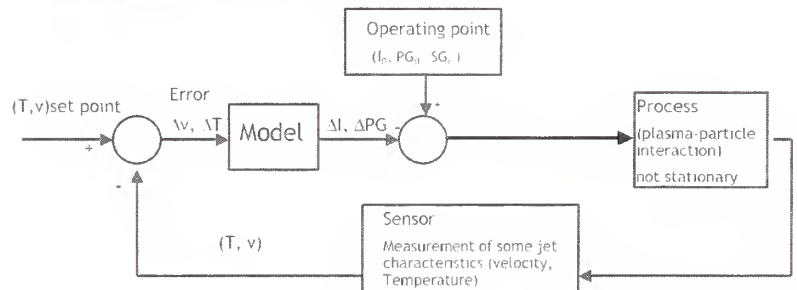 Operating point
(I₀, PG₀, SG₀)
(T,v)set point
Error
Δv, ΔT
Model
ΔI, ΔPG
-
+
+
-
Process
(plasma-particle
interaction)
not stationary
(T, v)
Sensor
Measurement of some jet
characteristics (velocity,
Temperature)